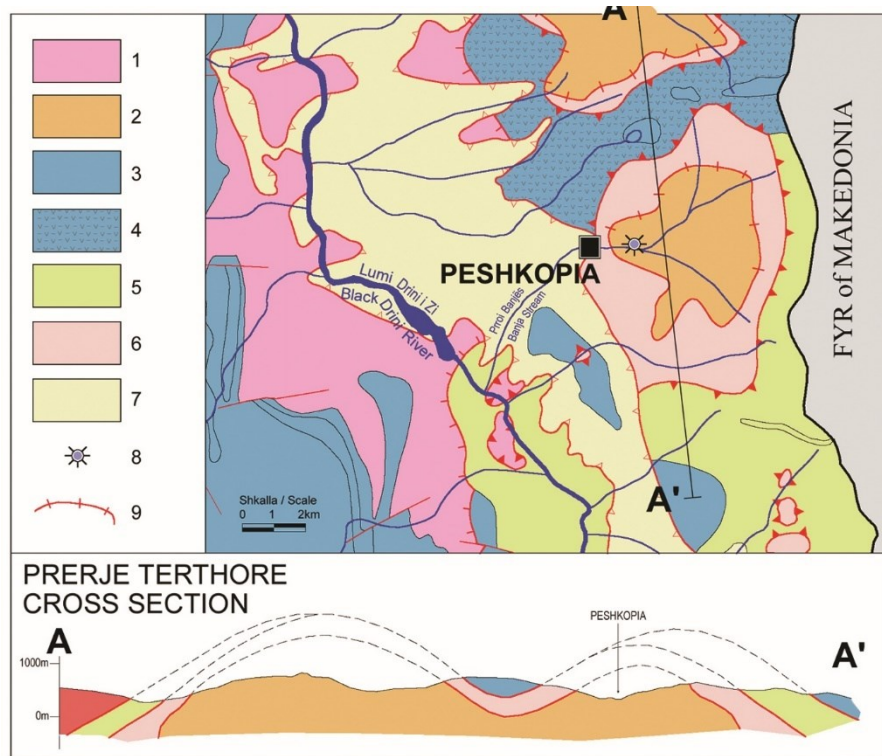 1
2
3
4
5
6
7
8
9
A
PESHKOPIA
Lumi Drini i Zi
Black Drini River
Prroi Banjës
Banja Stream
FYR of MAKEDONIA
A'
Shkalla / Scale
0 1 2km
PRERJE TERTHORE
CROSS SECTION
A
PESHKOPIA
A'
1000m
0m